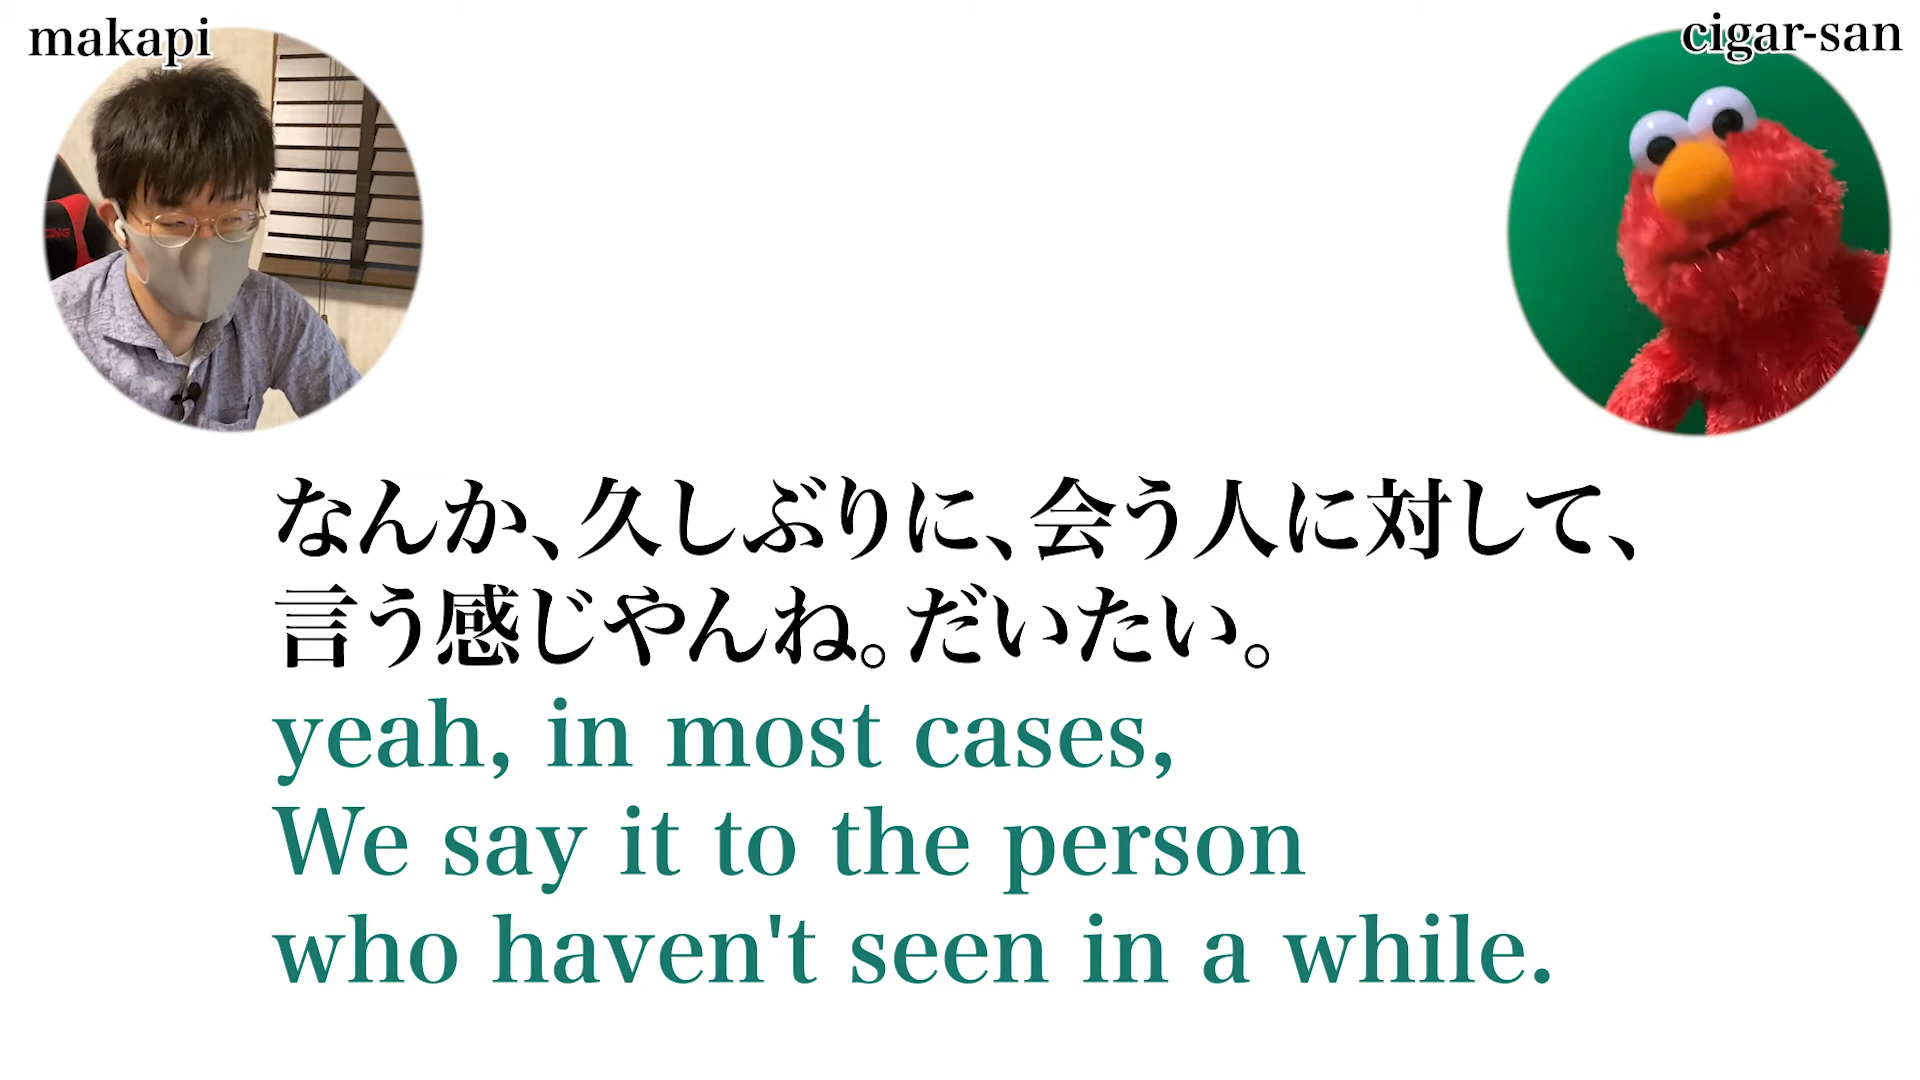 makapi
cigar-san
なんか、久しぶりに、会う人に対して、
言う感じやんね。だいたい。
yeah, in most cases,
We say it to the person
who haven't seen in a while.